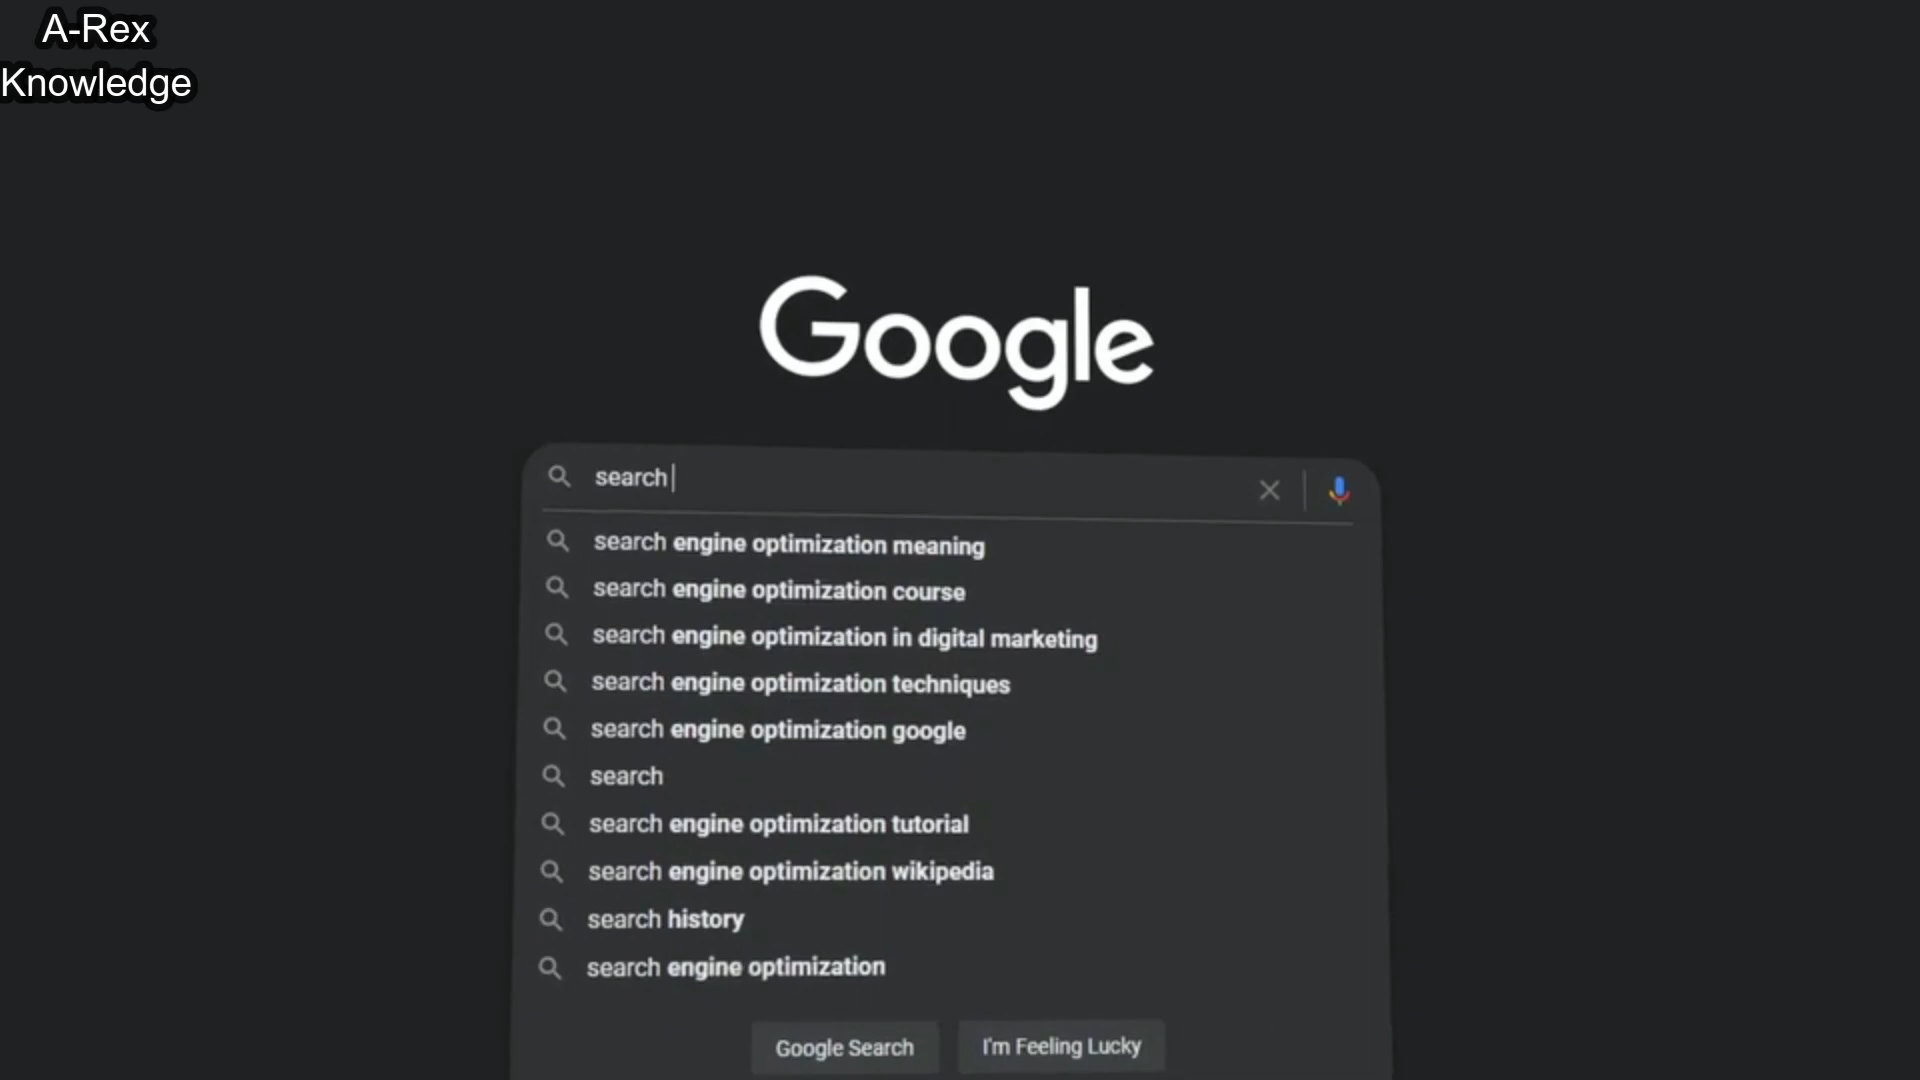 A-Rex
Knowledge
Google
search
search engine optimization meaning
search engine optimization course
search engine optimization in digital marketing
search engine optimization techniques
search engine optimization google
search
search engine optimization tutorial
search engine optimization wikipedia
search history
search engine optimization
Google Search
I'm Feeling Lucky